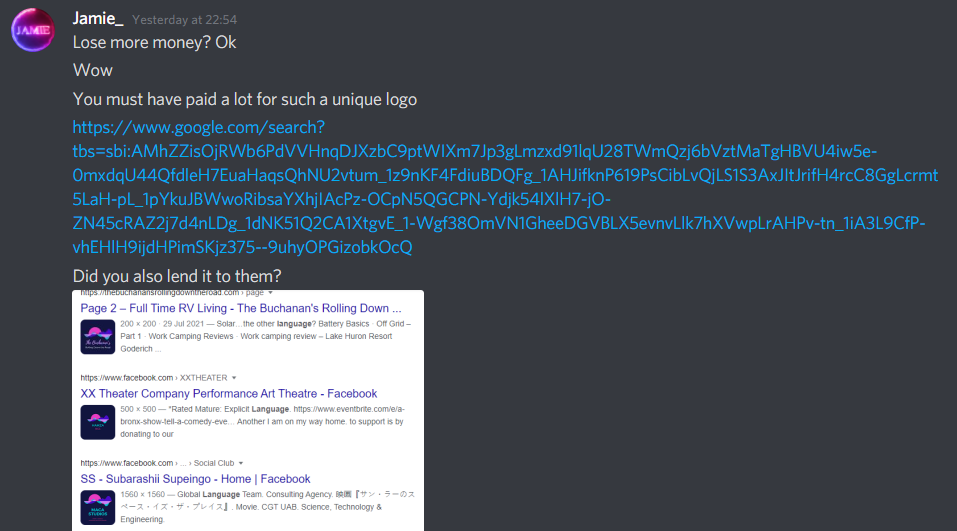 JAMIE
Jamie_ Yesterday at 22:54
Lose more money? Ok
Wow
You must have paid a lot for such a unique logo
https://www.google.com/search?
tbs=sbi:AMhZZisOjRWb6PdVVHnqDJXzbC9ptWIXm7Jp3gLmzxd91lqU28TWmQzj6bVztMaTgHBVU4iw5e-
0mxdqU44QfdleH7EuaHaqsQhNU2vtum_1z9nKF4FdiuBDQFg_1AHJifknP619PsCibLvQjLS1S3AxJltJrifH4rcC8GgLcrmt
5LaH-pL_1pYkuJBWwoRibsaYXhjIAcPz-OCpN5QGCPN-Ydjk54lXlH7-jO-
ZN45cRAZ2j7d4nLDg_1dNK51Q2CA1XtgvE_1-Wgf38OmVN1GheeDGVBLX5evnvLlk7hXVwpLrAHPv-tn_1iA3L9CfP-
vhEHlH9ijdHPimSKjz375--9uhyOPGizobkOcQ
Did you also lend it to them?
https://thebuchanansrollingdowntheroad.com › page
Page 2 – Full Time RV Living - The Buchanan's Rolling Down ...
200 × 200 · 29 Jul 2021 — Solar…the other language? Battery Basics · Off Grid –
Part 1 · Work Camping Reviews · Work camping review – Lake Huron Resort
Goderich ...
The Buchanan's
https://www.facebook.com › XXTHEATER
XX Theater Company Performance Art Theatre - Facebook
500 × 500 — "Rated Mature: Explicit Language. https://www.eventbrite.com/e/a-
bronx-show-tell-a-comedy-eve... Another I am on my way home. to support is by
donating to our
https://www.facebook.com › ... › Social Club
SS - Subarashii Supeingo - Home | Facebook
1560 × 1560 — Global Language Team. Consulting Agency. 映画『サン・ラーのス
ペース・イズ・ザ・プレイス』. Movie. CGT UAB. Science, Technology &
Engineering.
MAGA
STUDIOS